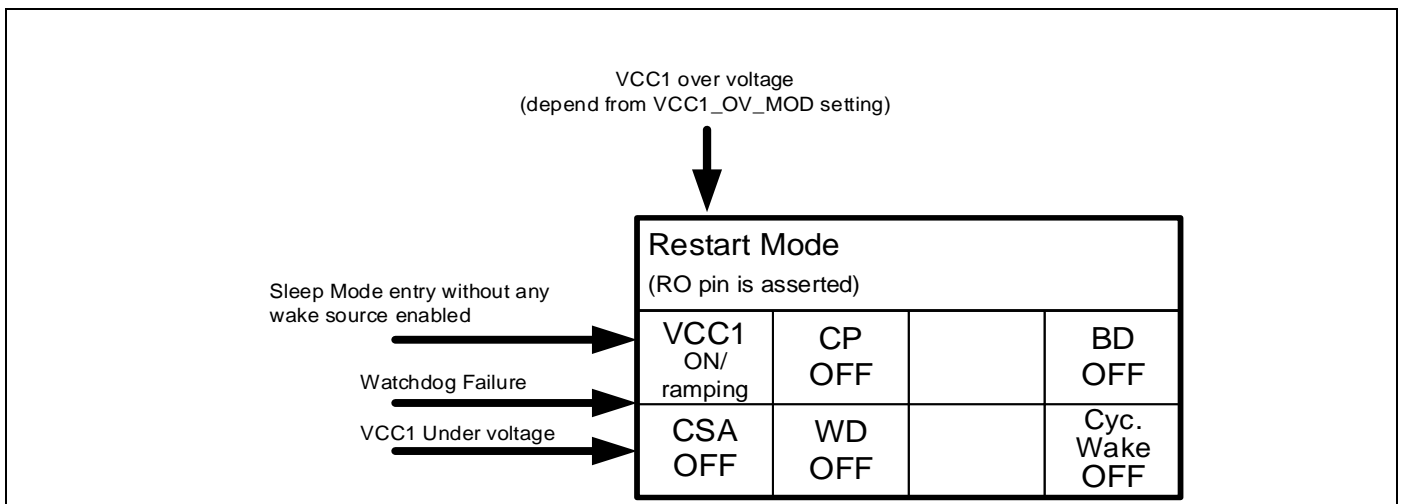 VCC1 over voltage
(depend from VCC1_OV_MOD setting)
Restart Mode
(RO pin is asserted)
Sleep Mode entry without any
wake source enabled
Watchdog Failure
VCC1 Under voltage
VCC1
ON/
ramping
CP
OFF
BD
OFF
CSA
OFF
WD
OFF
Cyc.
Wake
OFF